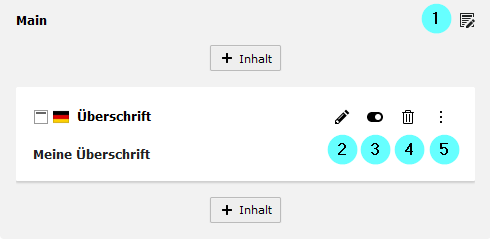 Main 1
+ Inhalt
Überschrift
Meine Überschrift 2 3 4 5
+ Inhalt